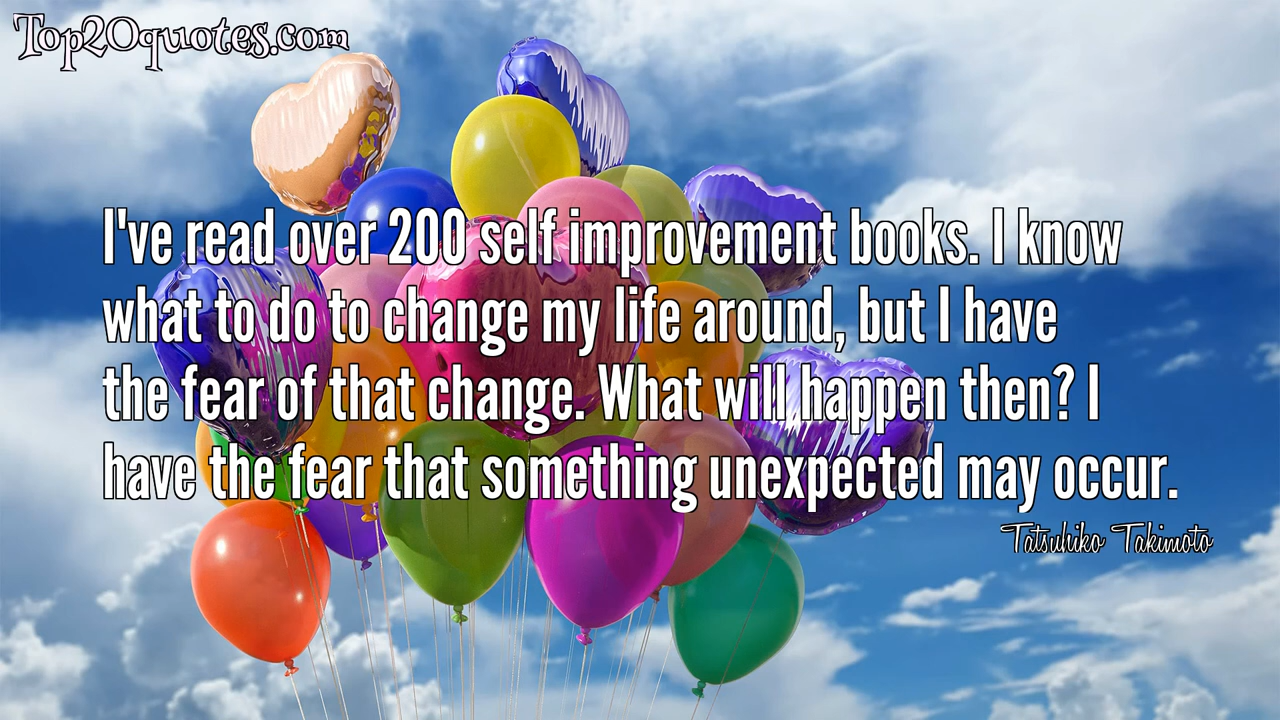 Top20quotes.com
I've read over 200 self improvement books. I know
what to do to change my life around, but I have
the fear of that change. What will happen then? I
have the fear that something unexpected may occur.
Tatsuhiko Takimoto